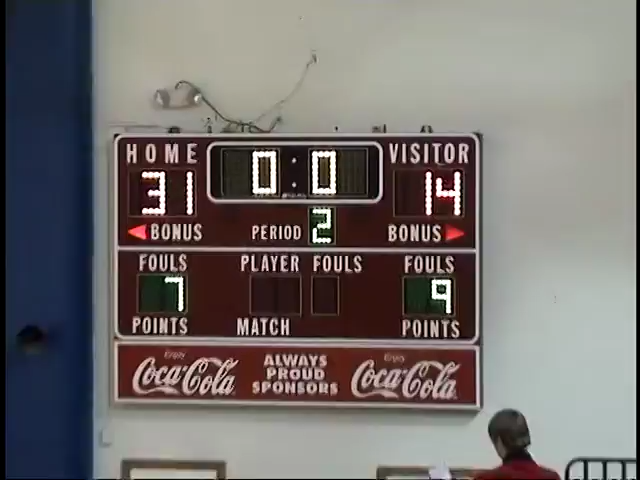 HOME
0:0
VISITOR
31
14
BONUS
PERIOD 2
BONUS
FOULS
PLAYER FOULS
FOULS
7
9
POINTS
MATCH
POINTS
Enjoy
Coca-Cola
ALWAYS
PROUD
SPONSORS
Enjoy
Coca-Cola